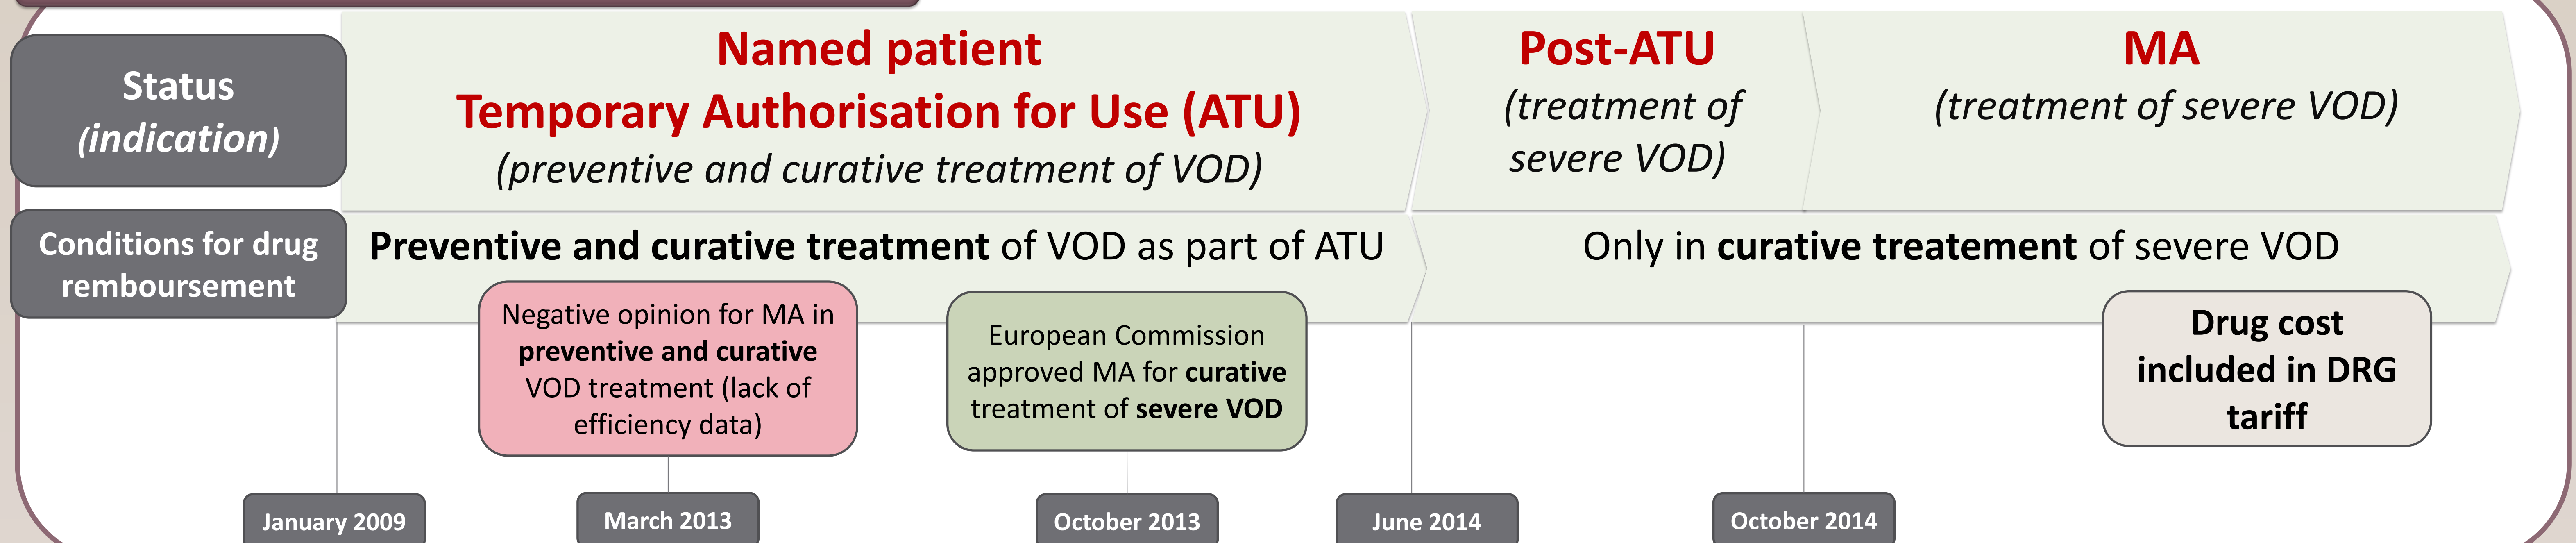 Status
(indication)
Named patient
Temporary Authorisation for Use (ATU)
(preventive and curative treatment of VOD)
Post-ATU
(treatment of
severe VOD)
MA
(treatment of severe VOD)
Conditions for drug
remboursement
Preventive and curative treatment of VOD as part of ATU
Only in curative treatement of severe VOD
Negative opinion for MA in
preventive and curative
VOD treatment (lack of
efficiency data)
European Commission
approved MA for curative
treatment of severe VOD
Drug cost
included in DRG
tariff
January 2009
March 2013
October 2013
June 2014
October 2014